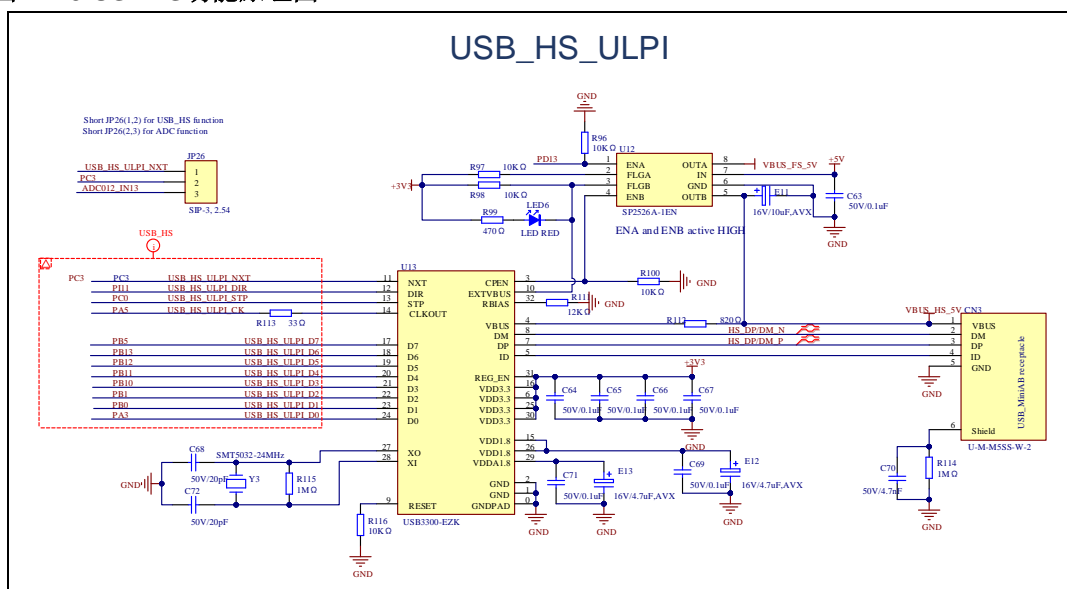 USB_HS_ULPI
Short JP26(1,2) for USB_HS function
Short JP26(2,3) for ADC function
JP26
USB_HS_ULPI_NXT
1
PC3
2
ADC012_IN13
3
SIP-3, 2.54
GND
R96
10KΩ
U12
PD13
1
ENA
OUTA
8
VBUS_FS_5V
2
FLGA
IN
7
+5V
3
FLGB
GND
6
4
ENB
OUTB
5
SP2526A-1EN
ENA and ENB active HIGH
R97
10KΩ
+3V3
R98
10KΩ
R99
470Ω
LED6
LED RED
E11
16V/10uF,AVX
C63
50V/0.1uF
GND
USB_HS
i
PC3
PC3
USB_HS_ULPI_NXT
PI11
USB_HS_ULPI_DIR
PC0
USB_HS_ULPI_STP
PA5
USB_HS_ULPI_CK
R113
33Ω
PB5
USB_HS_ULPI_D7
PB13
USB_HS_ULPI_D6
PB12
USB_HS_ULPI_D5
PB11
USB_HS_ULPI_D4
PB10
USB_HS_ULPI_D3
PB1
USB_HS_ULPI_D2
PB0
USB_HS_ULPI_D1
PA3
USB_HS_ULPI_D0
U13
11
NXT
CPEN
3
12
DIR
EXTVBUS
10
13
STP
RBIAS
32
14
CLKOUT
VBUS
4
DM
8
17
D7
DP
7
18
D6
ID
5
19
D5
20
D4
REG_EN
31
21
D3
VDD3.3
16
22
D2
VDD3.3
6
23
D1
VDD3.3
25
24
D0
VDD3.3
30
VDD1.8
15
27
XO
VDD1.8
26
28
XI
VDDA1.8
29
GND
2
GND
1
9
RESET
GNDPAD
0
USB3300-EZK
R100
10KΩ
GND
R111
12KΩ
GND
820Ω
HS_DP/DM_N
HS_DP/DM_P
VBUS_HS_5V
CN3
1
VBUS
2
DM
3
DP
4
ID
5
GND
6
Shield
USB_MiniAB receptacle
U-M-M5SS-W-2
GND
+3V3
C64
50V/0.1uF
C65
50V/0.1uF
C66
50V/0.1uF
C67
50V/0.1uF
GND
C71
50V/0.1uF
E13
16V/4.7uF,AVX
C69
50V/0.1uF
E12
16V/4.7uF,AVX
GND
GND
GND
GND
C70
50V/4.7nF
R114
1MΩ
GND
C68
50V/20pF
SMT5032-24MHz
Y3
R115
1MΩ
GND
C72
50V/20pF
R116
10KΩ
GND